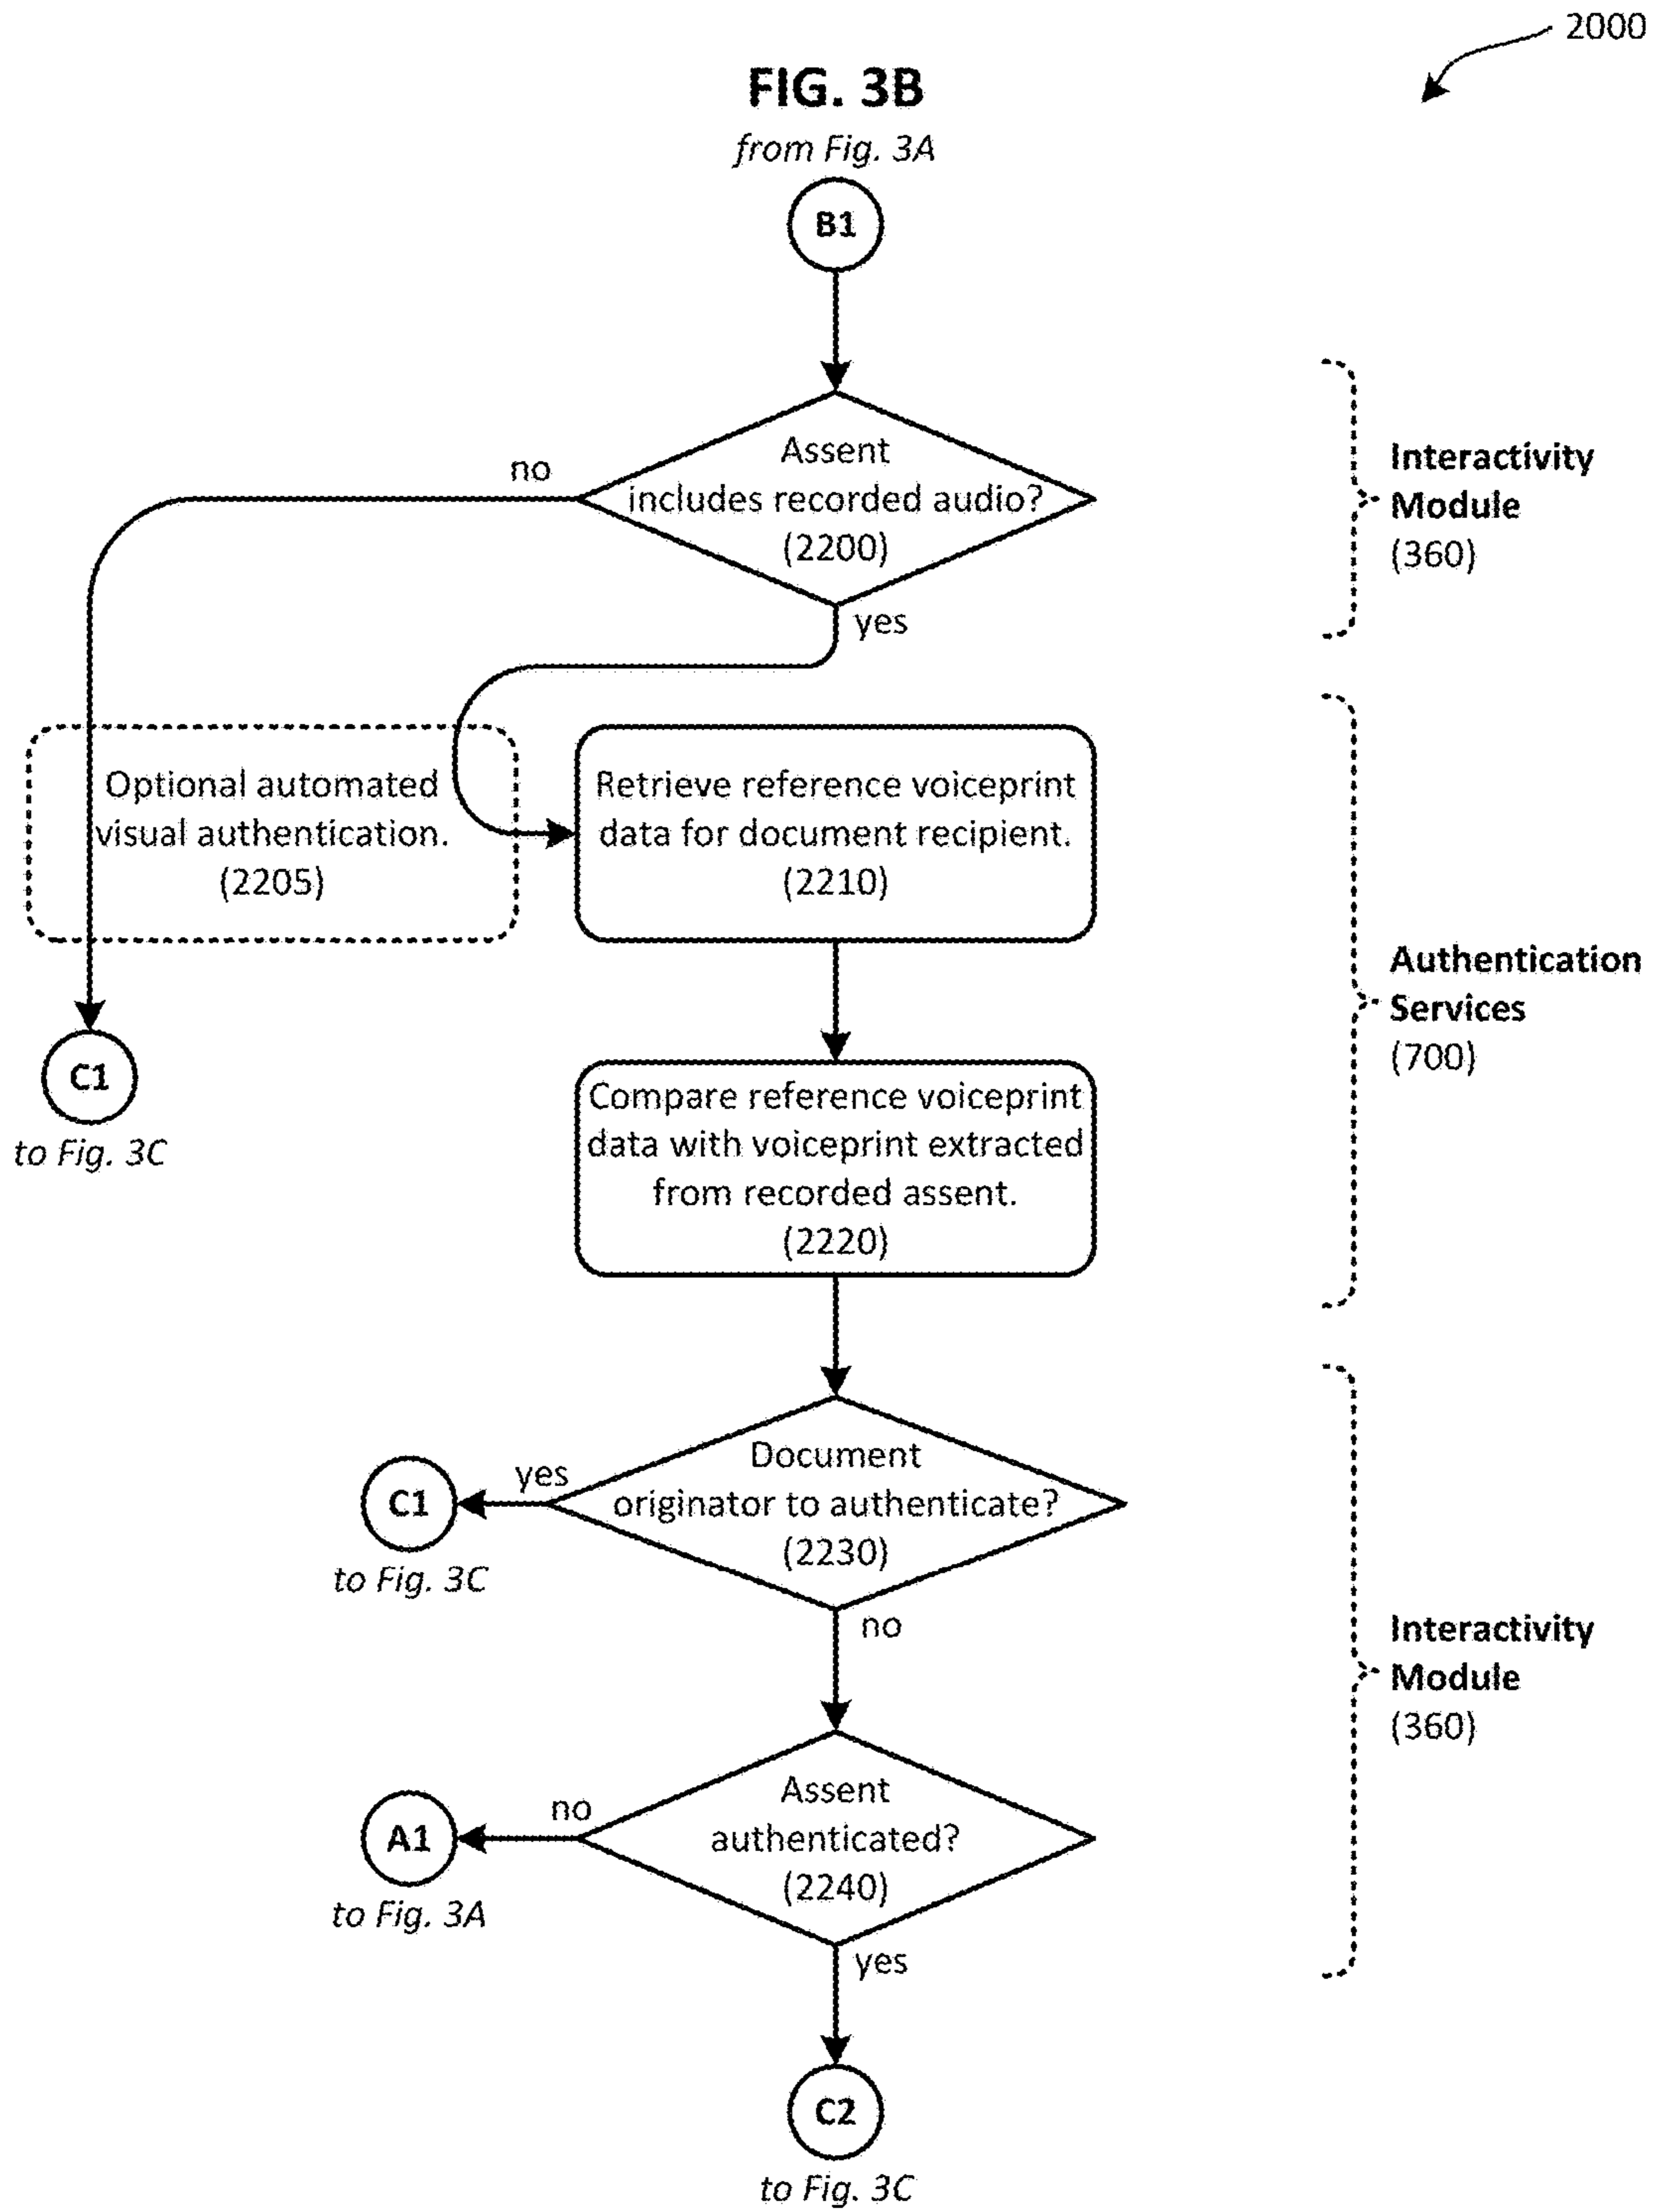 2000
FIG. 3B
from Fig. 3A
B1
Assent
includes recorded audio?
(2200)
no
yes
Interactivity
Module
(360)
Optional automated
visual authentication.
(2205)
Retrieve reference voiceprint
data for document recipient.
(2210)
Authentication
Services
(700)
C1
to Fig. 3C
Compare reference voiceprint
data with voiceprint extracted
from recorded assent.
(2220)
Document
originator to authenticate?
(2230)
yes
C1
to Fig. 3C
no
Interactivity
Module
(360)
Assent
authenticated?
(2240)
no
A1
to Fig. 3A
yes
C2
to Fig. 3C